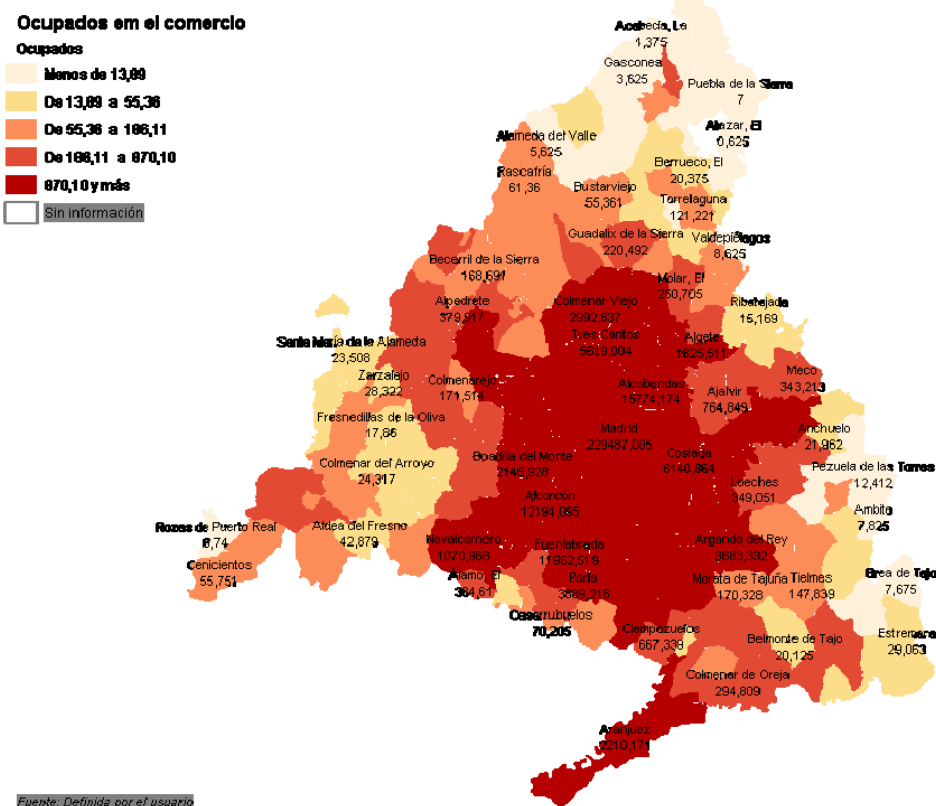 Ocupados em el comercio
Ocupados
Menos de 13,89
De 13,89 a 55,36
De 55,36 a 186,11
De 186,11 a 870,10
870,10 y más
Sin información
Acebeda, La
1,375
Gascones
3,625
Puebla de la Sierra
7
Atazar, El
0,625
Alameda del Valle
5,625
Berrueco, El
20,375
Rascafría
61,36
Bustarviejo
55,361
Torrelaguna
121,221
Guadalix de la Sierra
220,492
Valdepiélagos
8,625
Becerril de la Sierra
168,691
Molar, El
250,705
Alpedrete
379,917
Colmenar Viejo
2992,837
Ribatejada
15,169
Tres Cantos
5619,004
Algete
1825,511
Santa María de la Alameda
23,508
Zarzalejo
28,322
Colmenarejo
171,514
Alcobendas
15774,174
Ajalvir
764,849
Meco
343,213
Fresnedillas de la Oliva
17,86
Madrid
229487,005
Anchuelo
21,962
Boadilla del Monte
2146,928
Coslada
6140,864
Colmenar del Arroyo
24,317
Pezuela de las Torres
12,412
Loeches
349,051
Alcorcón
12194,095
Ambite
7,825
Rozas de Puerto Real
8,74
Aldea del Fresno
42,879
Navalcarnero
1070,968
Fuenlabrada
11962,519
Arganda del Rey
3683,332
Cenicientos
55,751
Álamo, El
364,61
Parla
3889,216
Morata de Tajuña
170,328
Tielmes
147,839
Brea de Tajo
7,675
Casarrubuelos
70,205
Ciempozuelos
667,338
Belmonte de Tajo
20,125
Estremera
29,063
Colmenar de Oreja
294,809
Aranjuez
2210,171
Fuente: Definida por el usuario